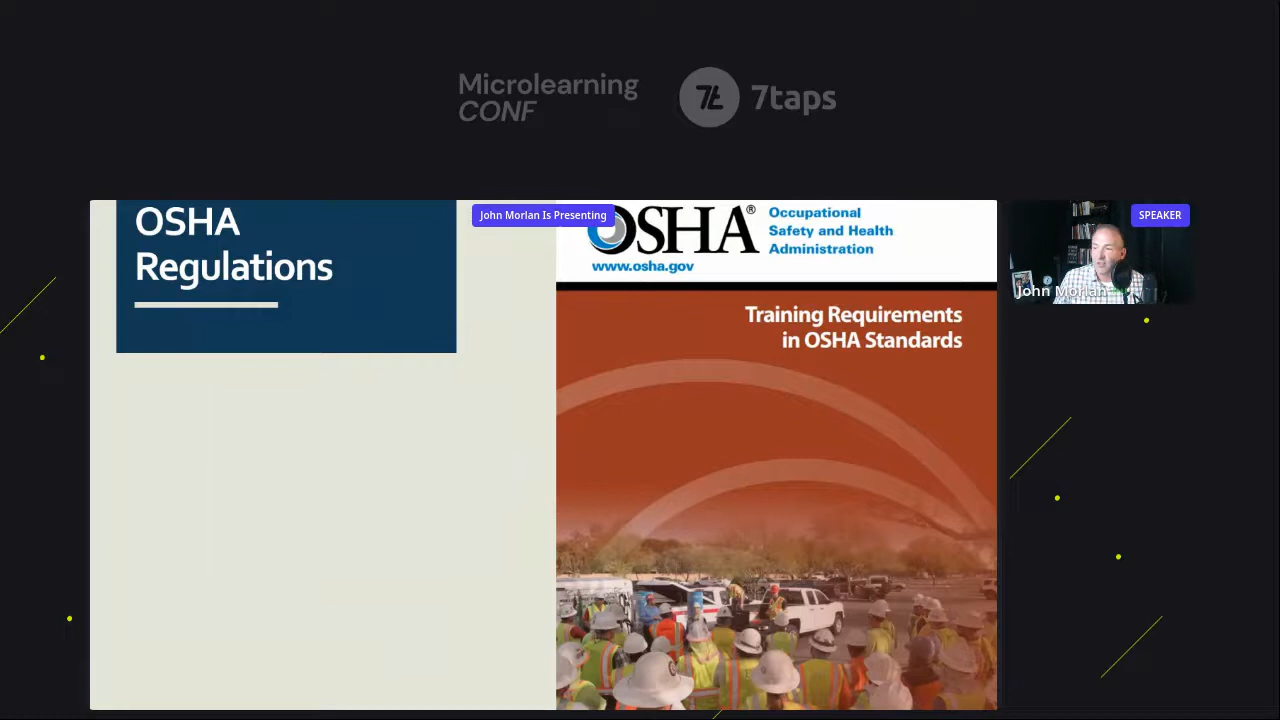 Microlearning
CONF
7t 7taps
OSHA
Regulations
John Morlan Is Presenting
OSHA®
Occupational
Safety and Health
Administration
www.osha.gov
Training Requirements
in OSHA Standards
SPEAKER
John Morlan